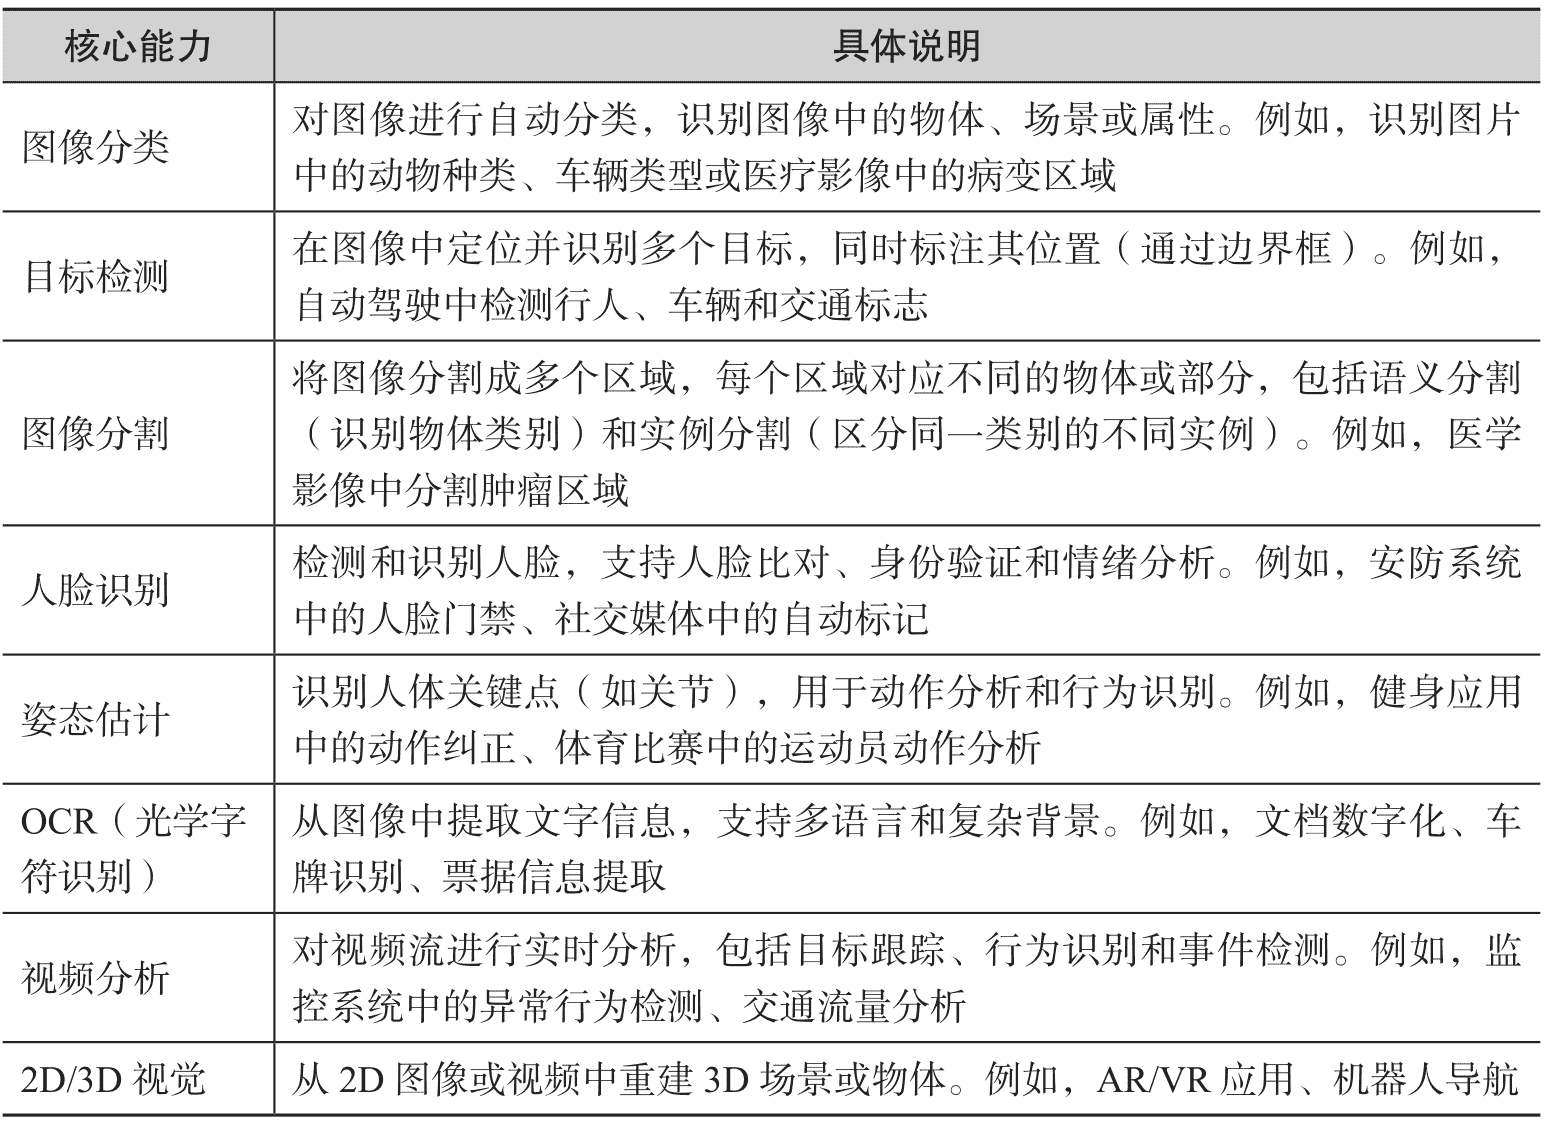 核心能力
具体说明
图像分类
对图像进行自动分类，识别图像中的物体、场景或属性。例如，识别图片
中的动物种类、车辆类型或医疗影像中的病变区域
目标检测
在图像中定位并识别多个目标，同时标注其位置（通过边界框）。例如，
自动驾驶中检测行人、车辆和交通标志
图像分割
将图像分割成多个区域，每个区域对应不同的物体或部分，包括语义分割
（识别物体类别）和实例分割（区分同一类别的不同实例）。例如，医学
影像中分割肿瘤区域
人脸识别
检测和识别人脸，支持人脸比对、身份验证和情绪分析。例如，安防系统
中的人脸门禁、社交媒体中的自动标记
姿态估计
识别人体关键点（如关节），用于动作分析和行为识别。例如，健身应用
中的动作纠正、体育比赛中的运动员动作分析
OCR（光学字
符识别）
从图像中提取文字信息，支持多语言和复杂背景。例如，文档数字化、车
牌识别、票据信息提取
视频分析
对视频流进行实时分析，包括目标跟踪、行为识别和事件检测。例如，监
控系统中的异常行为检测、交通流量分析
2D/3D 视觉
从 2D 图像或视频中重建 3D 场景或物体。例如，AR/VR 应用、机器人导航